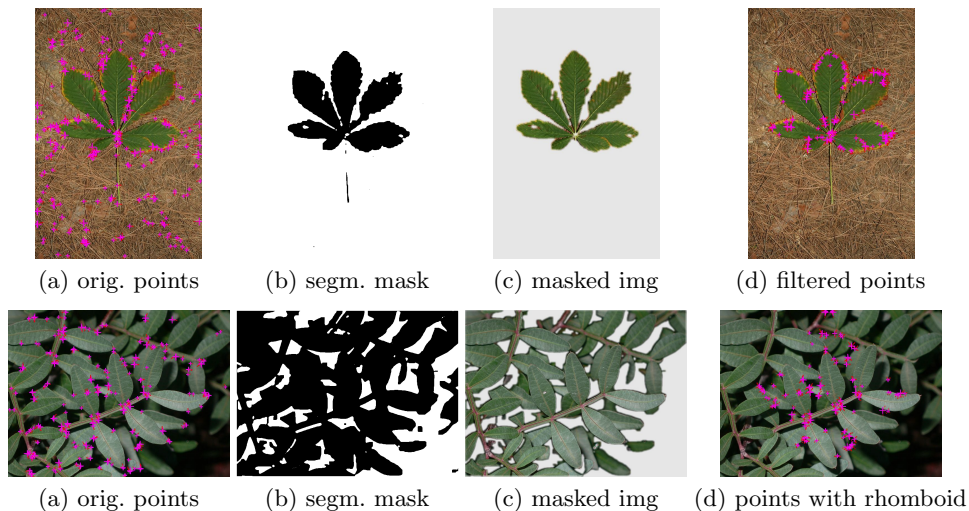 (a) orig. points (b) segm. mask (c) masked img (d) filtered points
(a) orig. points (b) segm. mask (c) masked img (d) points with rhomboid